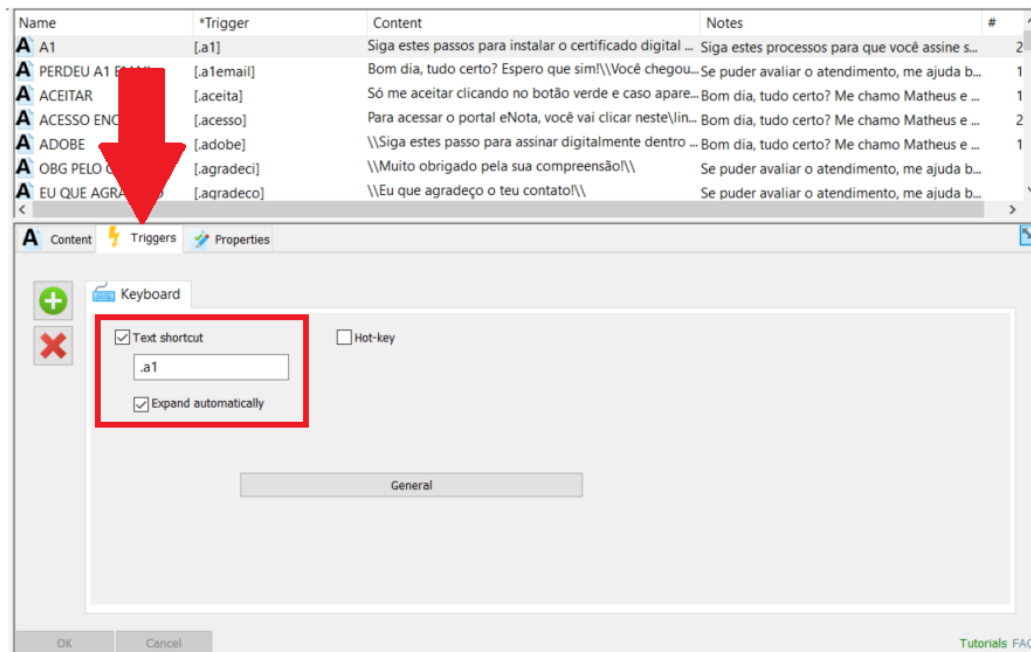 Name *Trigger Content Notes #
A1 [.a1] Siga estes passos para instalar o certificado digital ... Siga estes processos para que você assine s... 2
PERDEU A1 [.a1email] Bom dia, tudo certo? Espero que sim!\\Você chegou... Se puder avaliar o atendimento, me ajuda b... 1
ACEITAR [.aceita] Só me aceitar clicando no botão verde e caso apare... Bom dia, tudo certo? Me chamo Matheus e ... 1
ACESSO [.acesso] Para acessar o portal eNota, você vai clicar neste\lin... Bom dia, tudo certo? Me chamo Matheus e ... 2
ADOBE [.adobe] \\Siga estes passo para assinar digitalmente dentro ... Bom dia, tudo certo? Me chamo Matheus e ... 1
OBG PELO [.agradeci] \\Muito obrigado pela sua compreensão!\\ Se puder avaliar o atendimento, me ajuda b...
EU QUE [.agradeco] \\Eu que agradeço o teu contato!\\ Se puder avaliar o atendimento, me ajuda b...
Content Triggers Properties
Keyboard
Text shortcut Hot-key
.a1
Expand automatically
General
OK Cancel Tutorials FAQ